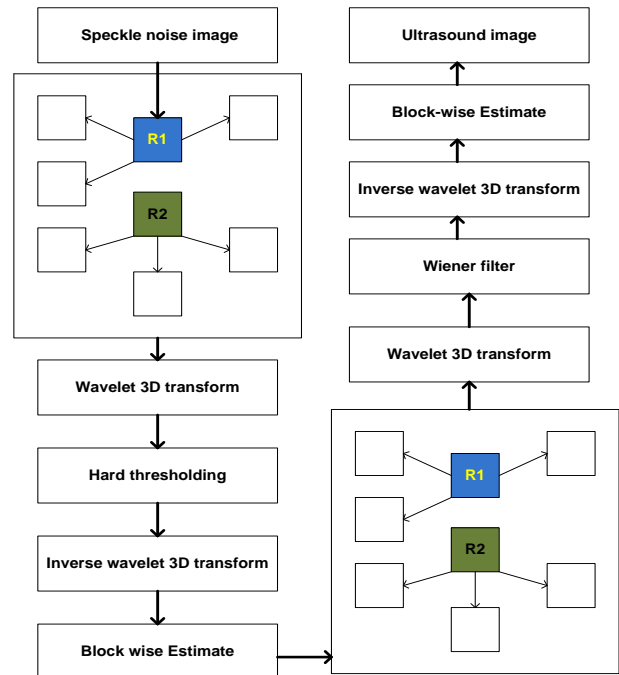 Speckle noise image
R1
R2
Wavelet 3D transform
Hard thresholding
Inverse wavelet 3D transform
Block wise Estimate
R1
R2
Wavelet 3D transform
Wiener filter
Inverse wavelet 3D transform
Block-wise Estimate
Ultrasound image